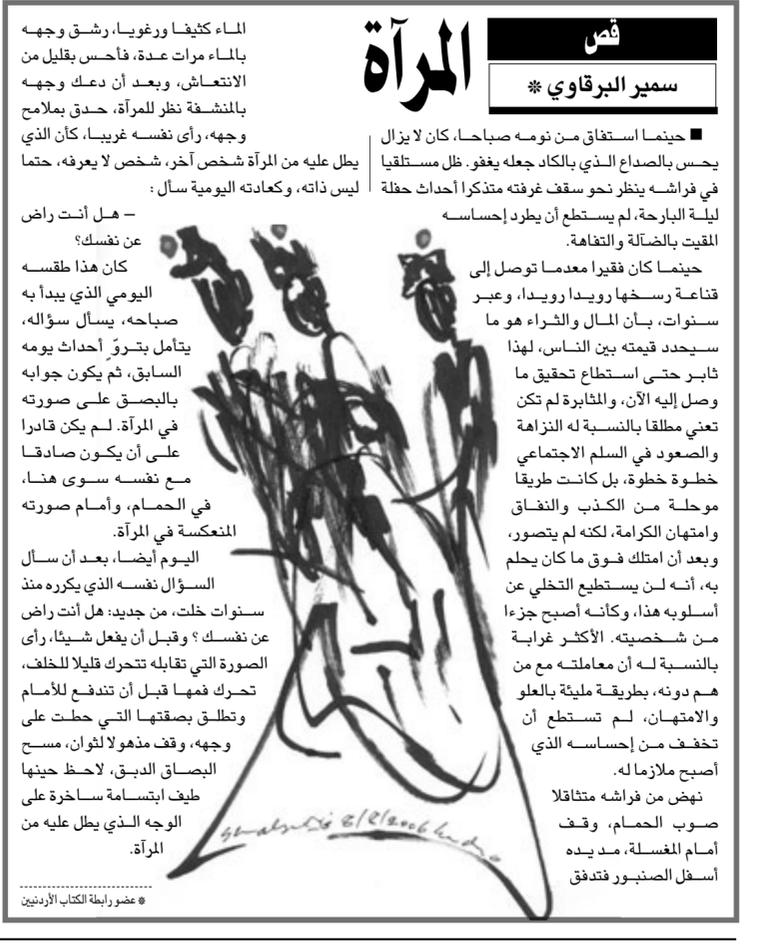 قص
سمير البرقاوي *
المرآة
■ حينما استفاق من نومه صباحا، كان لا يزال
يحس بالصداع الذي بالكاد جعله يغفو. ظل مستلقيا
في فراشه ينظر نحو سقف غرفته متذكرا أحداث حفلة
ليلة البارحة، لم يستطع أن يطرد إحساسه
المقيت بالضآلة والتفاهة.
حينما كان فقيرا معدما توصل إلى
قناعة رسخها رويدا رويدا، وعبر
سنوات، بأن المال والثراء هو ما
سيحدد قيمته بين الناس، لهذا
ثابر حتى استطاع تحقيق ما
وصل إليه الآن، والمثابرة لم تكن
تعني مطلقا بالنسبة له النزاهة
والصعود في السلم الاجتماعي
خطوة خطوة، بل كانت طريقا
موحلة من الكذب والنفاق
وامتهان الكرامة، لكنه لم يتصور،
وبعد أن امتلك فوق ما كان يحلم
به، أنه لن يستطيع التخلي عن
أسلوبه هذا، وكأنه أصبح جزءا
من شخصيته. الأكثر غرابة
بالنسبة له أن معاملته مع من
هم دونه، بطريقة مليئة بالعلو
والامتهان، لم تستطع أن
تخفف من إحساسه الذي
أصبح ملازما له.
نهض من فراشه متثاقلا
صوب الحمام، وقف
أمام المغسلة، مد يده
أسفل الصنبور فتدفق
الماء كثيفا ورغويا، رشق وجهه
بالماء مرات عدة، فأحس بقليل من
الانتعاش، وبعد أن دعك وجهه
بالمنشفة نظر للمرآة، حدق بملامح
وجهه، رأى نفسه غريبا، كأن الذي
يطل عليه من المرآة شخص آخر، شخص لا يعرفه، حتما
ليس ذاته، وكعادته اليومية سأل :
– هل أنت راض
عن نفسك؟
كان هذا طقسه
اليومي الذي يبدأ به
صباحه، يسأل سؤاله،
يتأمل بتروٍّ أحداث يومه
السابق، ثم يكون جوابه
بالبصق على صورته
في المرآة. لم يكن قادرا
على أن يكون صادقا
مع نفسه سوى هنا،
في الحمام، وأمام صورته
المنعكسة في المرآة.
اليوم أيضا، بعد أن سأل
السؤال نفسه الذي يكرره منذ
سنوات خلت، من جديد: هل أنت راض
عن نفسك ؟ وقبل أن يفعل شيئا، رأى
الصورة التي تقابله تتحرك قليلا للخلف،
تحرك فمها قبل أن تندفع للأمام
وتطلق بصقتها التي حطت على
وجهه، وقف مذهولا لثوان، مسح
البصاق الدبق، لاحظ حينها
طيف ابتسامة ساخرة على
الوجه الذي يطل عليه من
المرآة.
* عضو رابطة الكتاب الأردنيين
8/2/2006